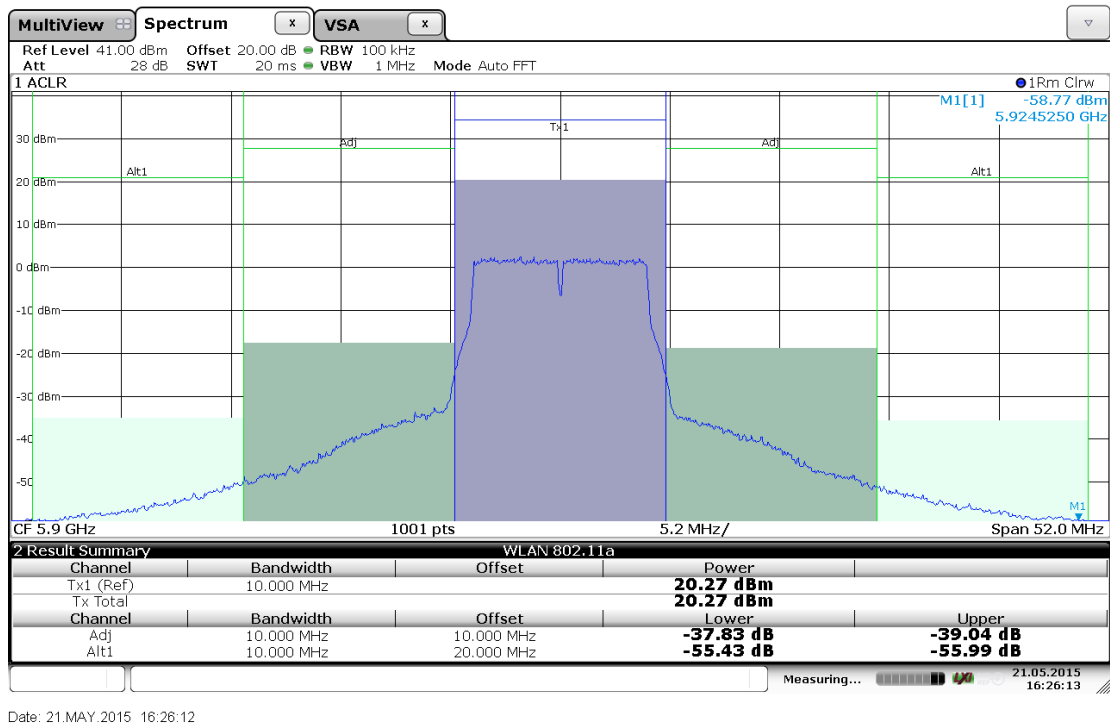 MultiView Spectrum x VSA x
Ref Level 41.00 dBm Offset 20.00 dB RBW 100 kHz
Att 28 dB SWT 20 ms VBW 1 MHz Mode Auto FFT
1 ACLR 1Rm Clrw
M1[1] -58.77 dBm
5.9245250 GHz
Tx1
30 dBm
Adj Adj
Alt1 Alt1
20 dBm
10 dBm
0 dBm
-10 dBm
-20 dBm
-30 dBm
-40
-50
M1
CF 5.9 GHz 1001 pts 5.2 MHz/ Span 52.0 MHz
2 Result Summary WLAN 802.11a
Channel Bandwidth Offset Power
Tx1 (Ref) 10.000 MHz 20.27 dBm
Tx Total 20.27 dBm
Channel Bandwidth Offset Lower Upper
Adj 10.000 MHz 10.000 MHz -37.83 dB -39.04 dB
Alt1 10.000 MHz 20.000 MHz -55.43 dB -55.99 dB
Measuring... LXI 21.05.2015
16:26:13
Date: 21.MAY.2015 16:26:12